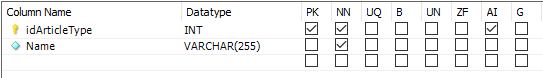 Column Name Datatype PK NN UQ B UN ZF AI G
idArticleType INT
Name VARCHAR(255)